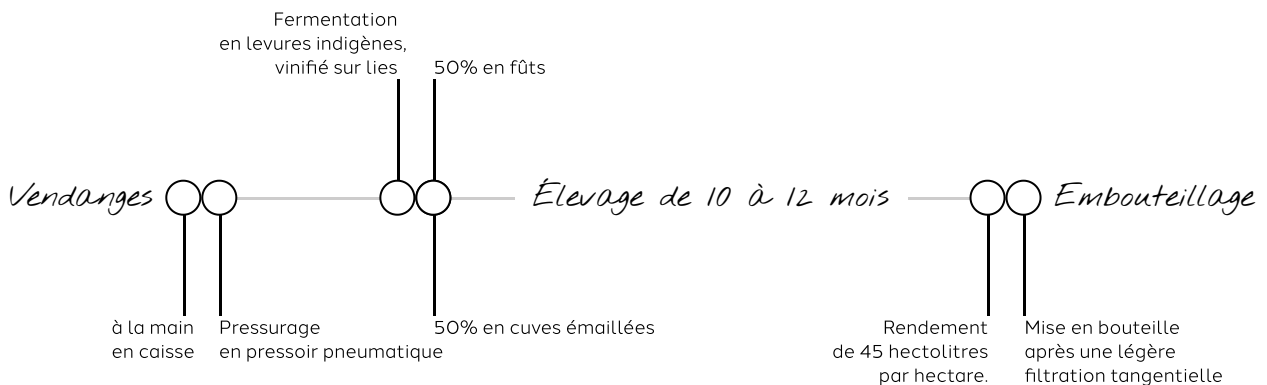 Fermentation
en levures indigènes,
vinifié sur lies
50% en fûts
Vendanges
Élevage de 10 à 12 mois
Embouteillage
à la main
en caisse
Pressurage
en pressoir pneumatique
50% en cuves émaillées
Rendement
de 45 hectolitres
par hectare.
Mise en bouteille
après une légère
filtration tangentielle